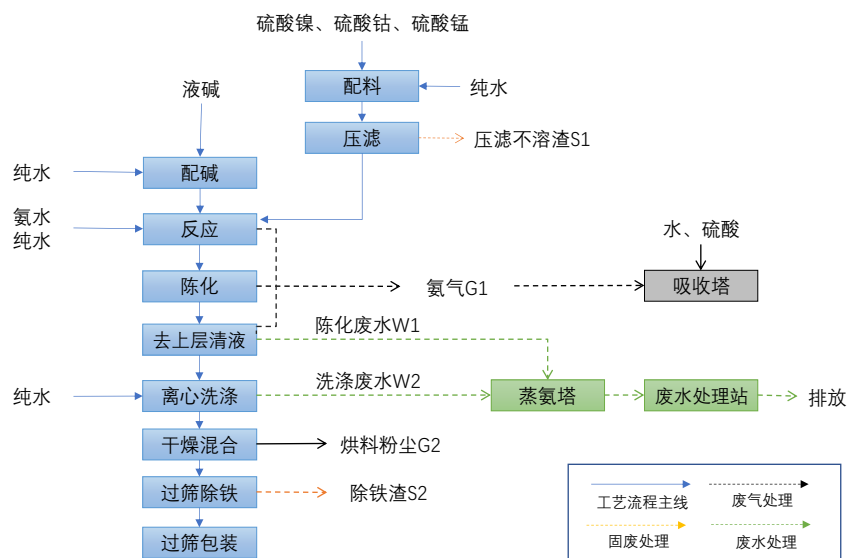 硫酸镍、硫酸钴、硫酸锰
配料
纯水
液碱
压滤
压滤不溶渣S1
纯水
配碱
氨水
纯水
反应
水、硫酸
陈化
氨气G1
吸收塔
去上层清液
陈化废水W1
纯水
离心洗涤
洗涤废水W2
蒸氨塔
废水处理站
排放
干燥混合
烘料粉尘G2
过筛除铁
除铁渣S2
过筛包装
工艺流程主线
废气处理
固废处理
废水处理